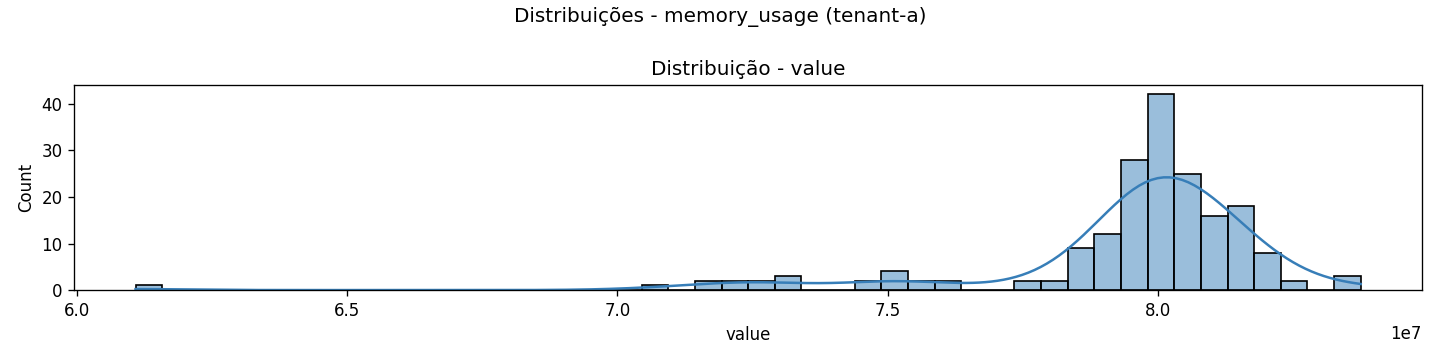 Distribuições - memory_usage (tenant-a)
Distribuição - value
Count
40
30
20
10
0
6.0 6.5 7.0 7.5 8.0
value
1e7